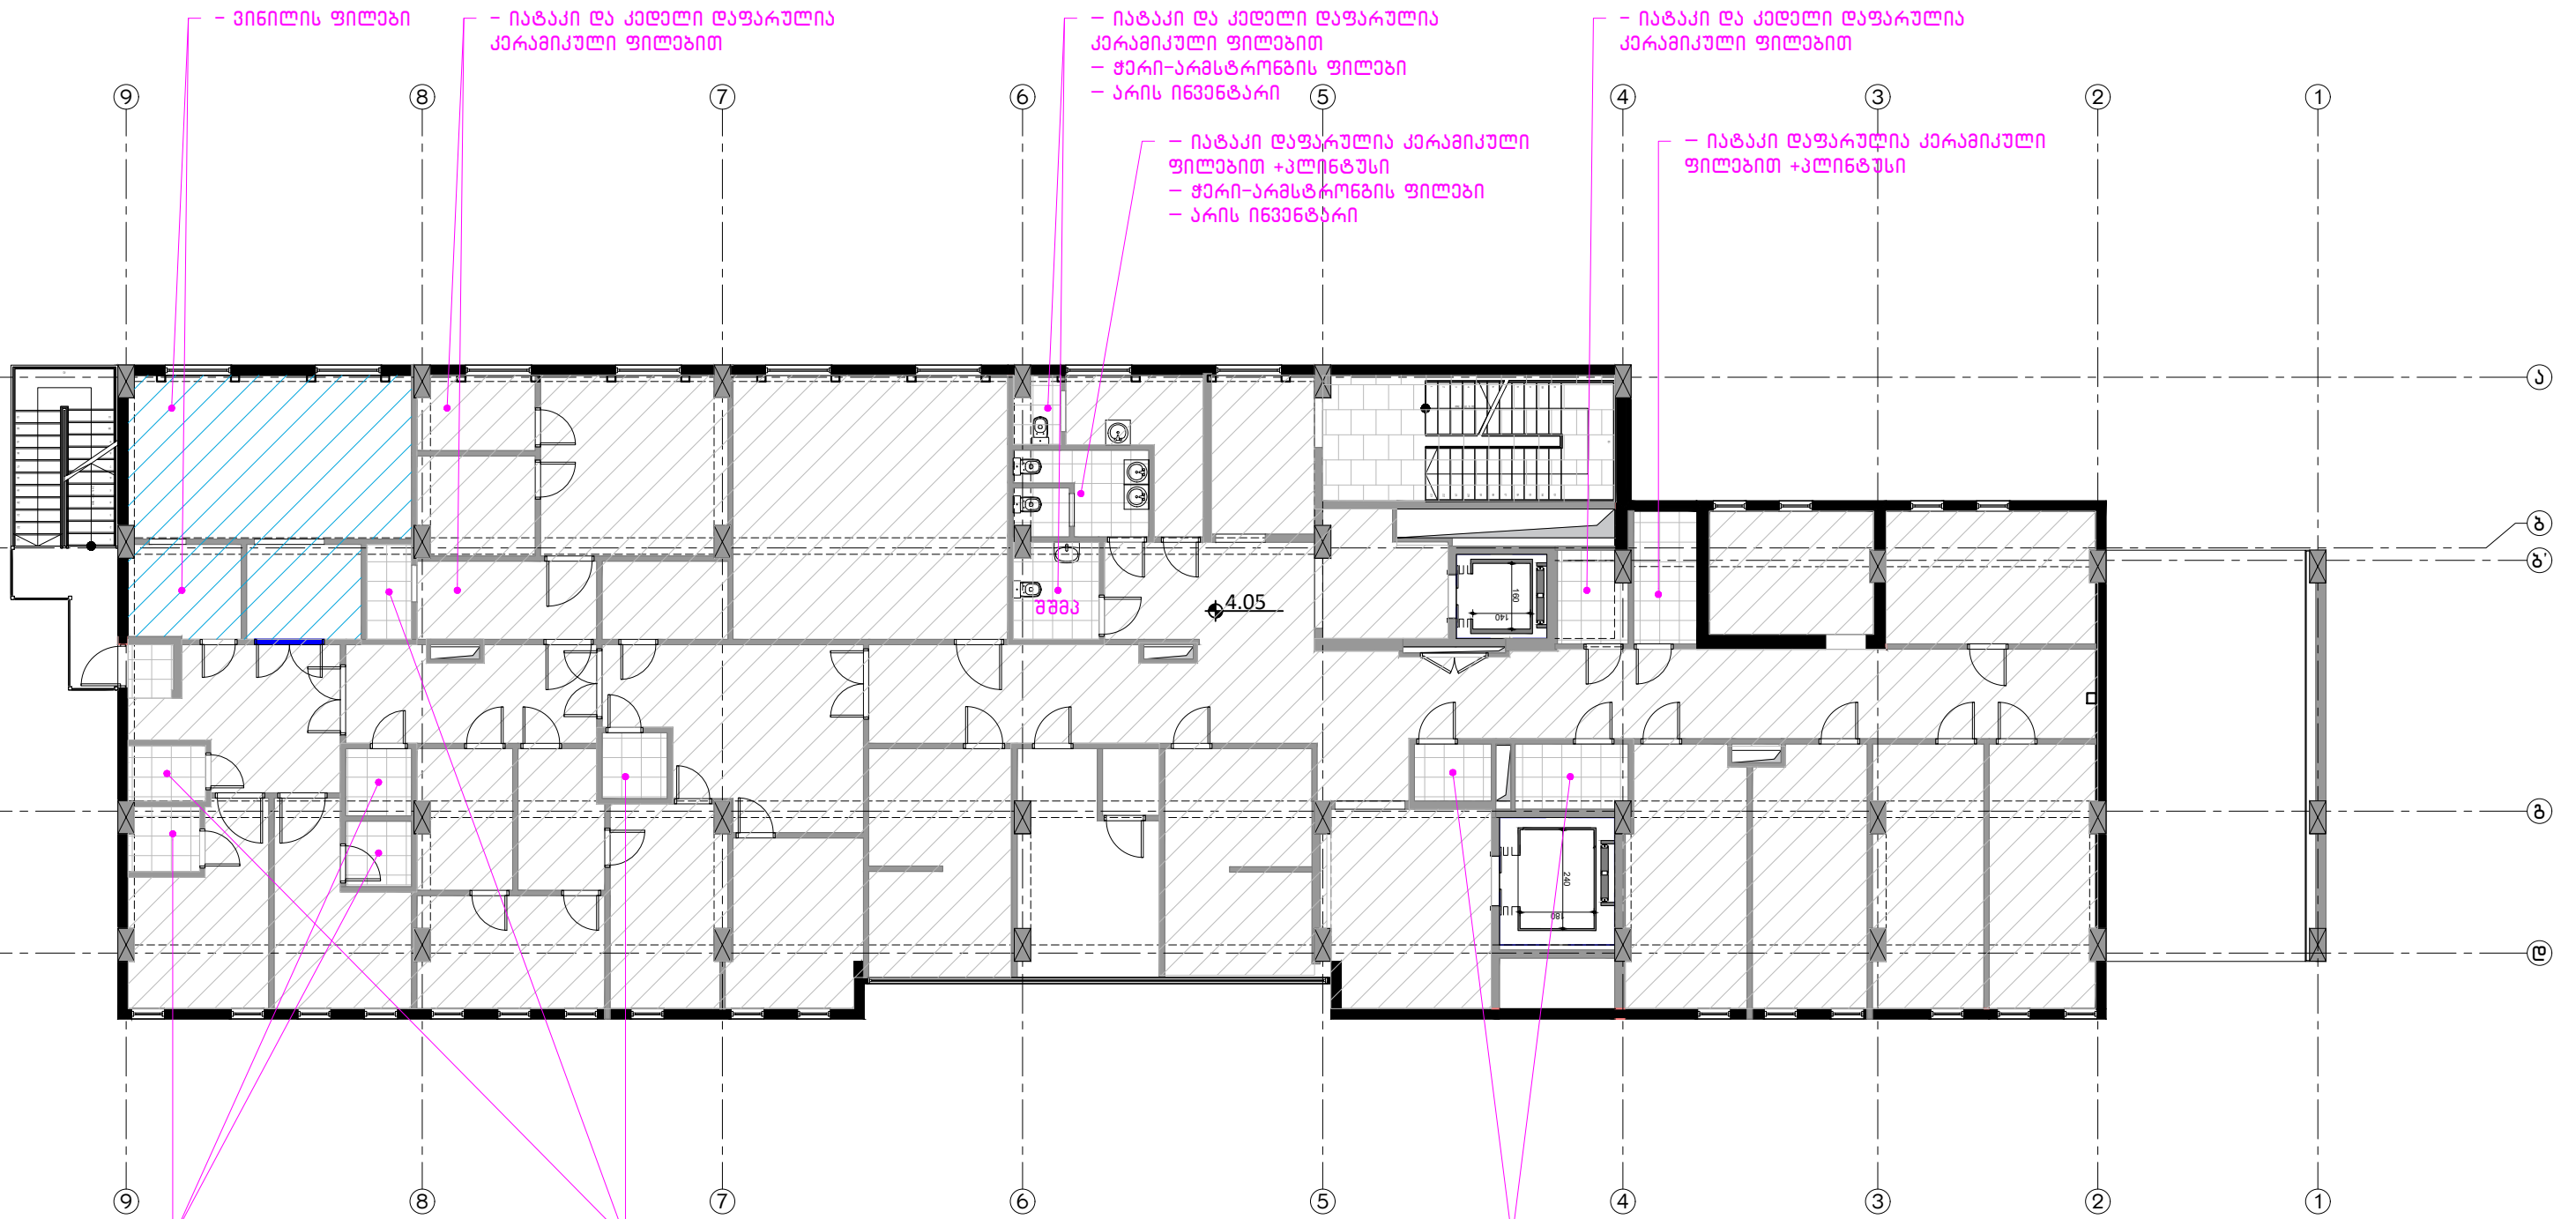 - ვინილის ფილები
- იატაკი და კედელი დაფარულია
კერამიკული ფილებით
- იატაკი და კედელი დაფარულია
კერამიკული ფილებით
- ჭერი-არმსტრონგის ფილები
- არის ინვენტარი
- იატაკი და კედელი დაფარულია
კერამიკული ფილებით
- იატაკი დაფარულია კერამიკული
ფილებით +პლინტუსი
- ჭერი-არმსტრონგის ფილები
- არის ინვენტარი
- იატაკი დაფარულია კერამიკული
ფილებით +პლინტუსი
9 8 7 6 5 4 3 2 1
ა
ბ
ბ'
4.05
შშმპ
160
140
გ
240
180
დ
9 8 7 6 5 4 3 2 1